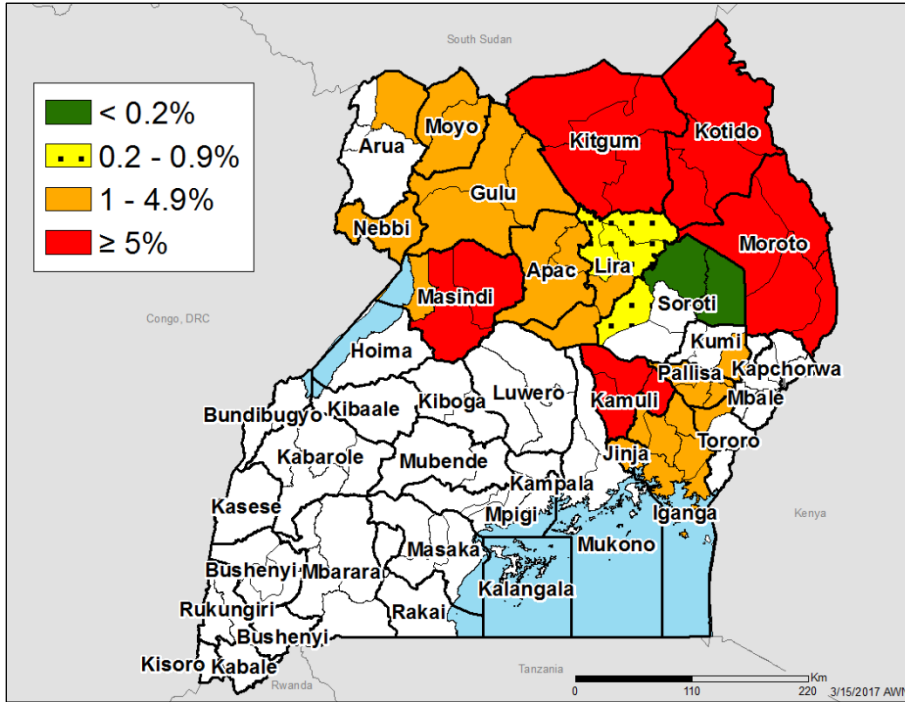 South Sudan
< 0.2%
0.2 - 0.9%
1 - 4.9%
≥ 5%
Arua
Moyo
Kitgum
Kotido
Gulu
Nebbi
Moroto
Apac
Lira
Masindi
Soroti
Congo, DRC
Hoima
Kumi
Kapchorwa
Pallisa
Luwero
Kamuli
Mbale
Bundibugyo
Kibaale
Kiboga
Tororo
Kabarole
Mubende
Jinja
Kampala
Kasese
Mpigi
Iganga
Kenya
Masaka
Mukono
Bushenyi
Mbarara
Kalangala
Rukungiri
Rakai
Bushenyi
Kisoro
Kabale
Tanzania
Rwanda
Km
0 110 220
3/15/2017 AWN